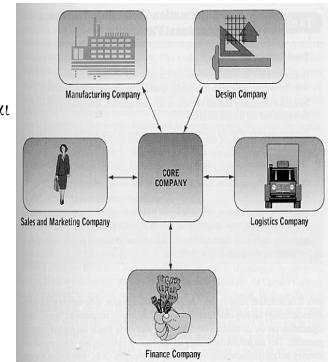 Manufacturing Company
Design Company
CORE
COMPANY
Sales and Marketing Company
Logistics Company
Finance Company